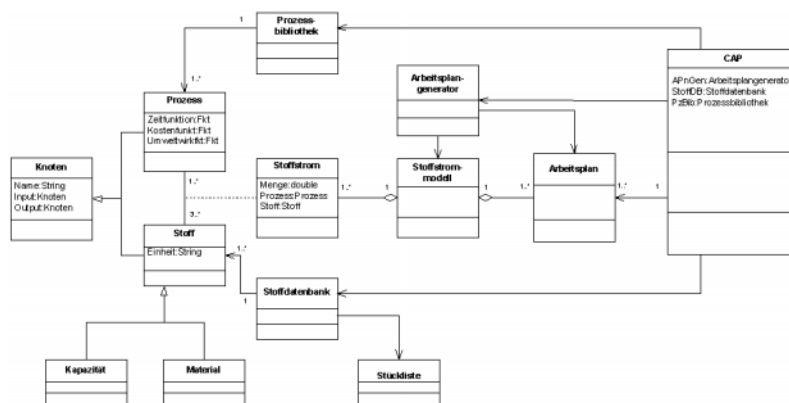 Prozess-
bibliothek
1
1..*
CAP
APnGen:Arbeitsplangenerato
StoffDB:Stoffdatenbank
PzBib:Prozessbibliothek
Arbeitsplan-
generator
Prozess
Zeitfunktion:Fkt
Kostenfunkt:Fkt
Umweltwirkfkt:Fkt
Knoten
Name:String
Input:Knoten
Output:Knoten
1..*
3..*
Stoffstrom
Menge:double
Prozess:Prozess
Stoff:Stoff
1..*
1
Stoffstrom-
modell
1
1..*
Arbeitsplan
1..*
1
Stoff
Einheit:String
1..*
1
Stoffdatenbank
Kapazität
Material
Stückliste